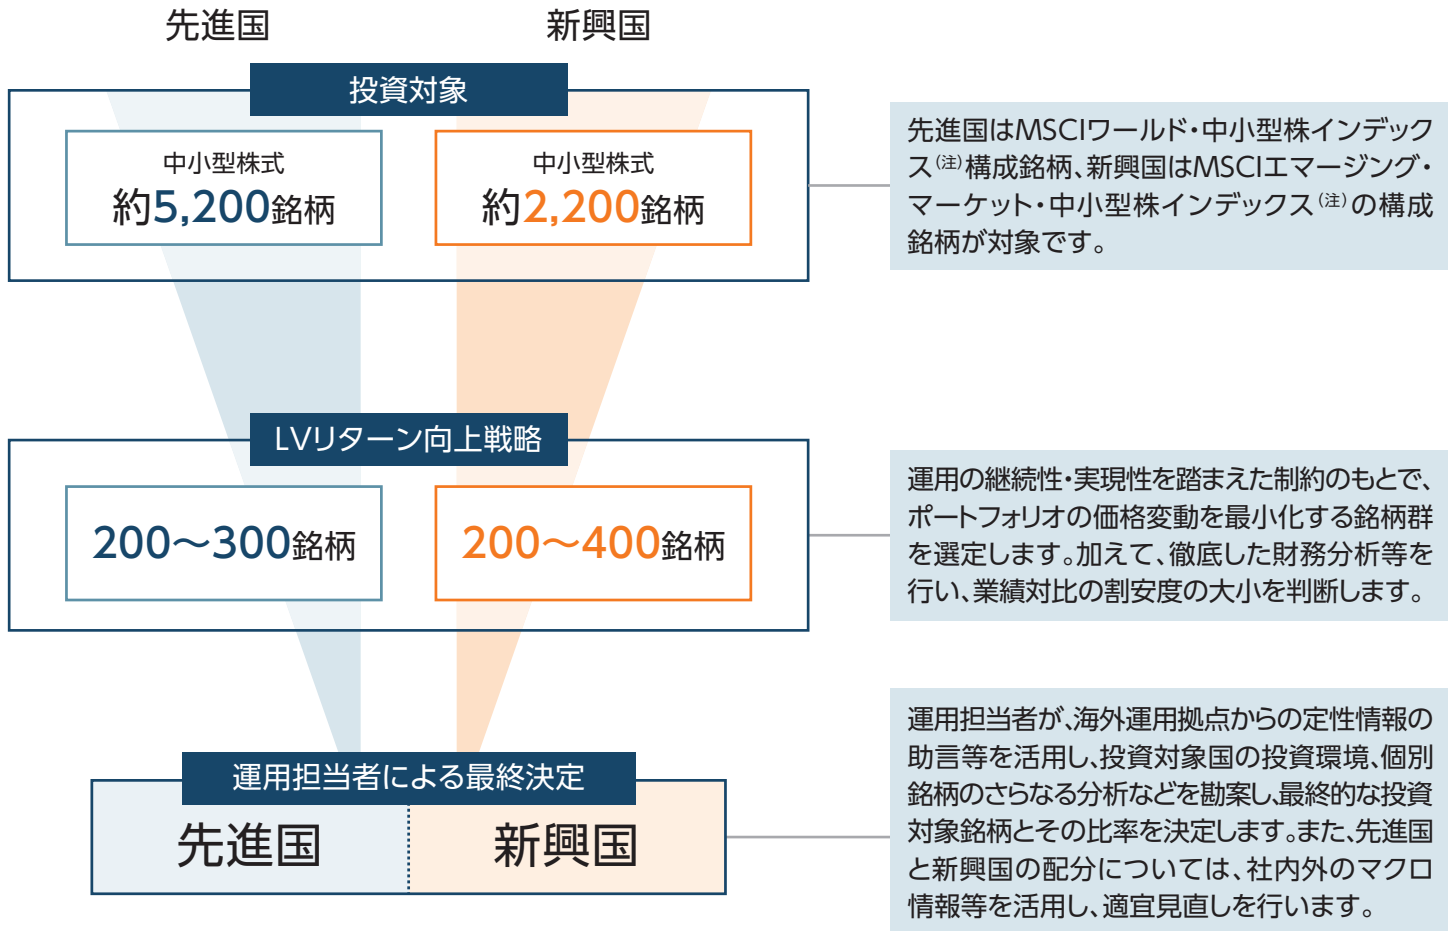 先進国
新興国
投資対象
中小型株式
約5,200銘柄
中小型株式
約2,200銘柄
先進国はMSCIワールド・中小型株インデック
ス(注)構成銘柄、新興国はMSCIエマージング・
マーケット・中小型株インデックス(注)の構成
銘柄が対象です。
LVリターン向上戦略
200〜300銘柄
200〜400銘柄
運用の継続性・実現性を踏まえた制約のもとで、
ポートフォリオの価格変動を最小化する銘柄群
を選定します。加えて、徹底した財務分析等を
行い、業績対比の割安度の大小を判断します。
運用担当者による最終決定
先進国
新興国
運用担当者が、海外運用拠点からの定性情報の
助言等を活用し、投資対象国の投資環境、個別
銘柄のさらなる分析などを勘案し、最終的な投資
対象銘柄とその比率を決定します。また、先進国
と新興国の配分については、社内外のマクロ
情報等を活用し、適宜見直しを行います。